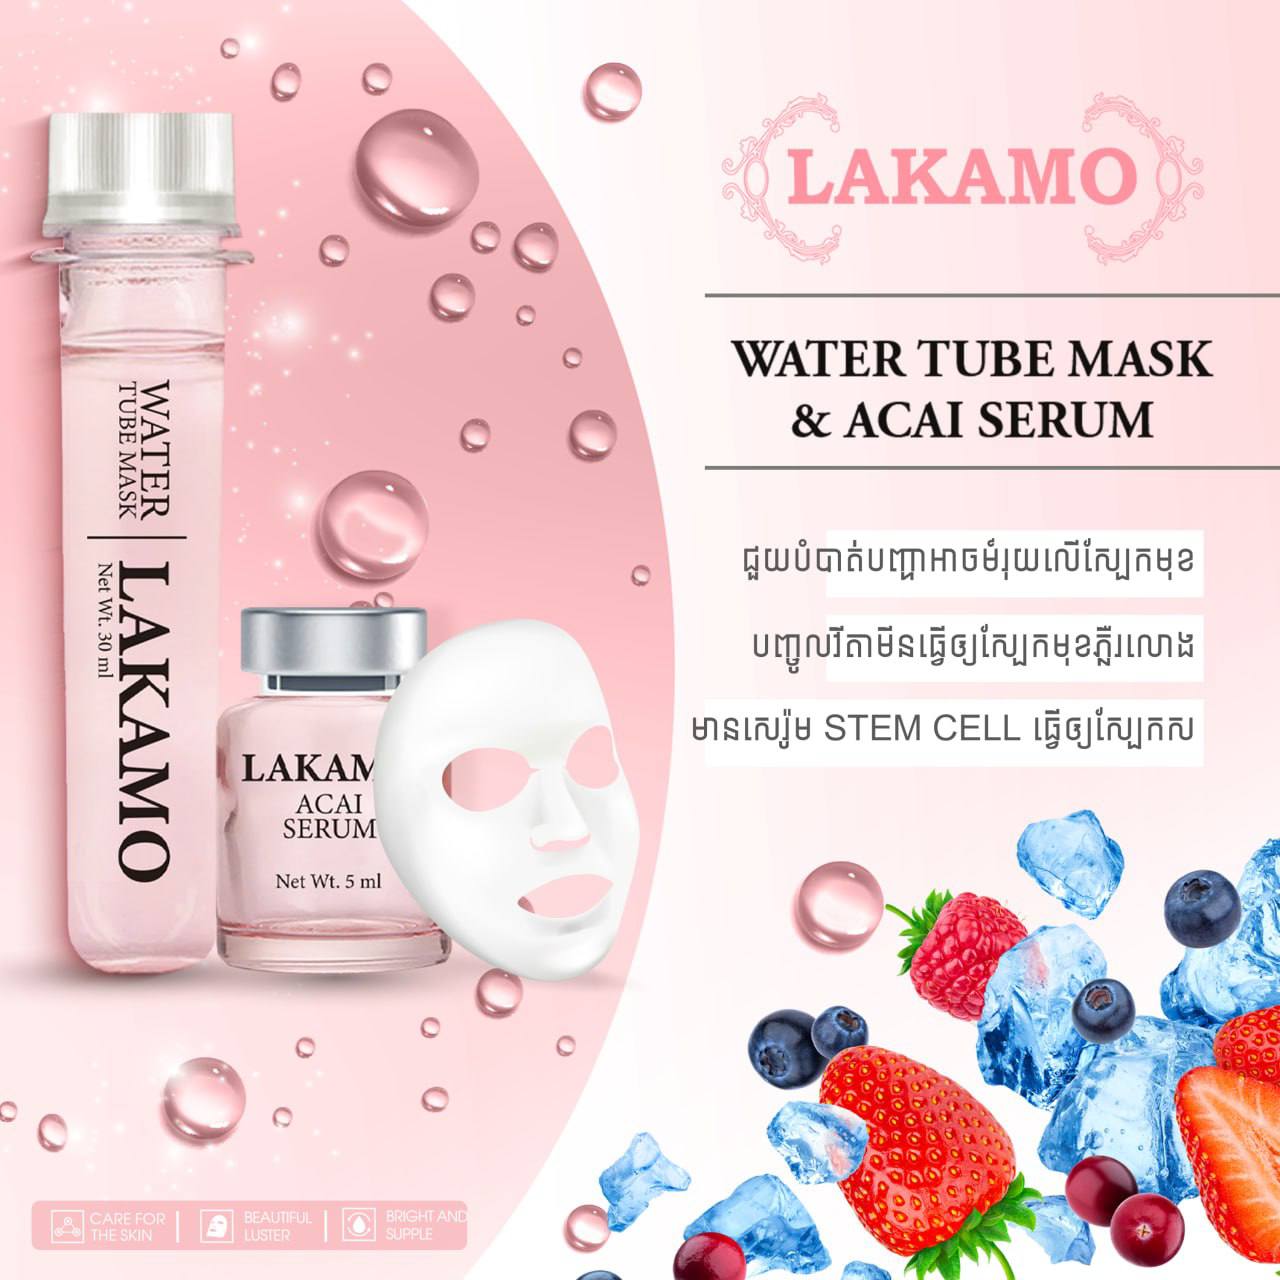 LAKAMO
WATER TUBE MASK
& ACAI SERUM
ជួយបំបាត់បញ្ហាអាចម៍រុយលើស្បែកមុខ
បញ្ចូលវីតាមីនធ្វើឲ្យស្បែកមុខភ្លឺរលោង
មានសេរ៉ូម STEM CELL ធ្វើឲ្យស្បែកស
WATER
TUBE MASK
LAKAMO
Net Wt. 30 ml
LAKAM
ACAI
SERUM
Net Wt. 5 ml
CARE FOR
THE SKIN
BEAUTIFUL
LUSTER
BRIGHT AND
SUPPLE